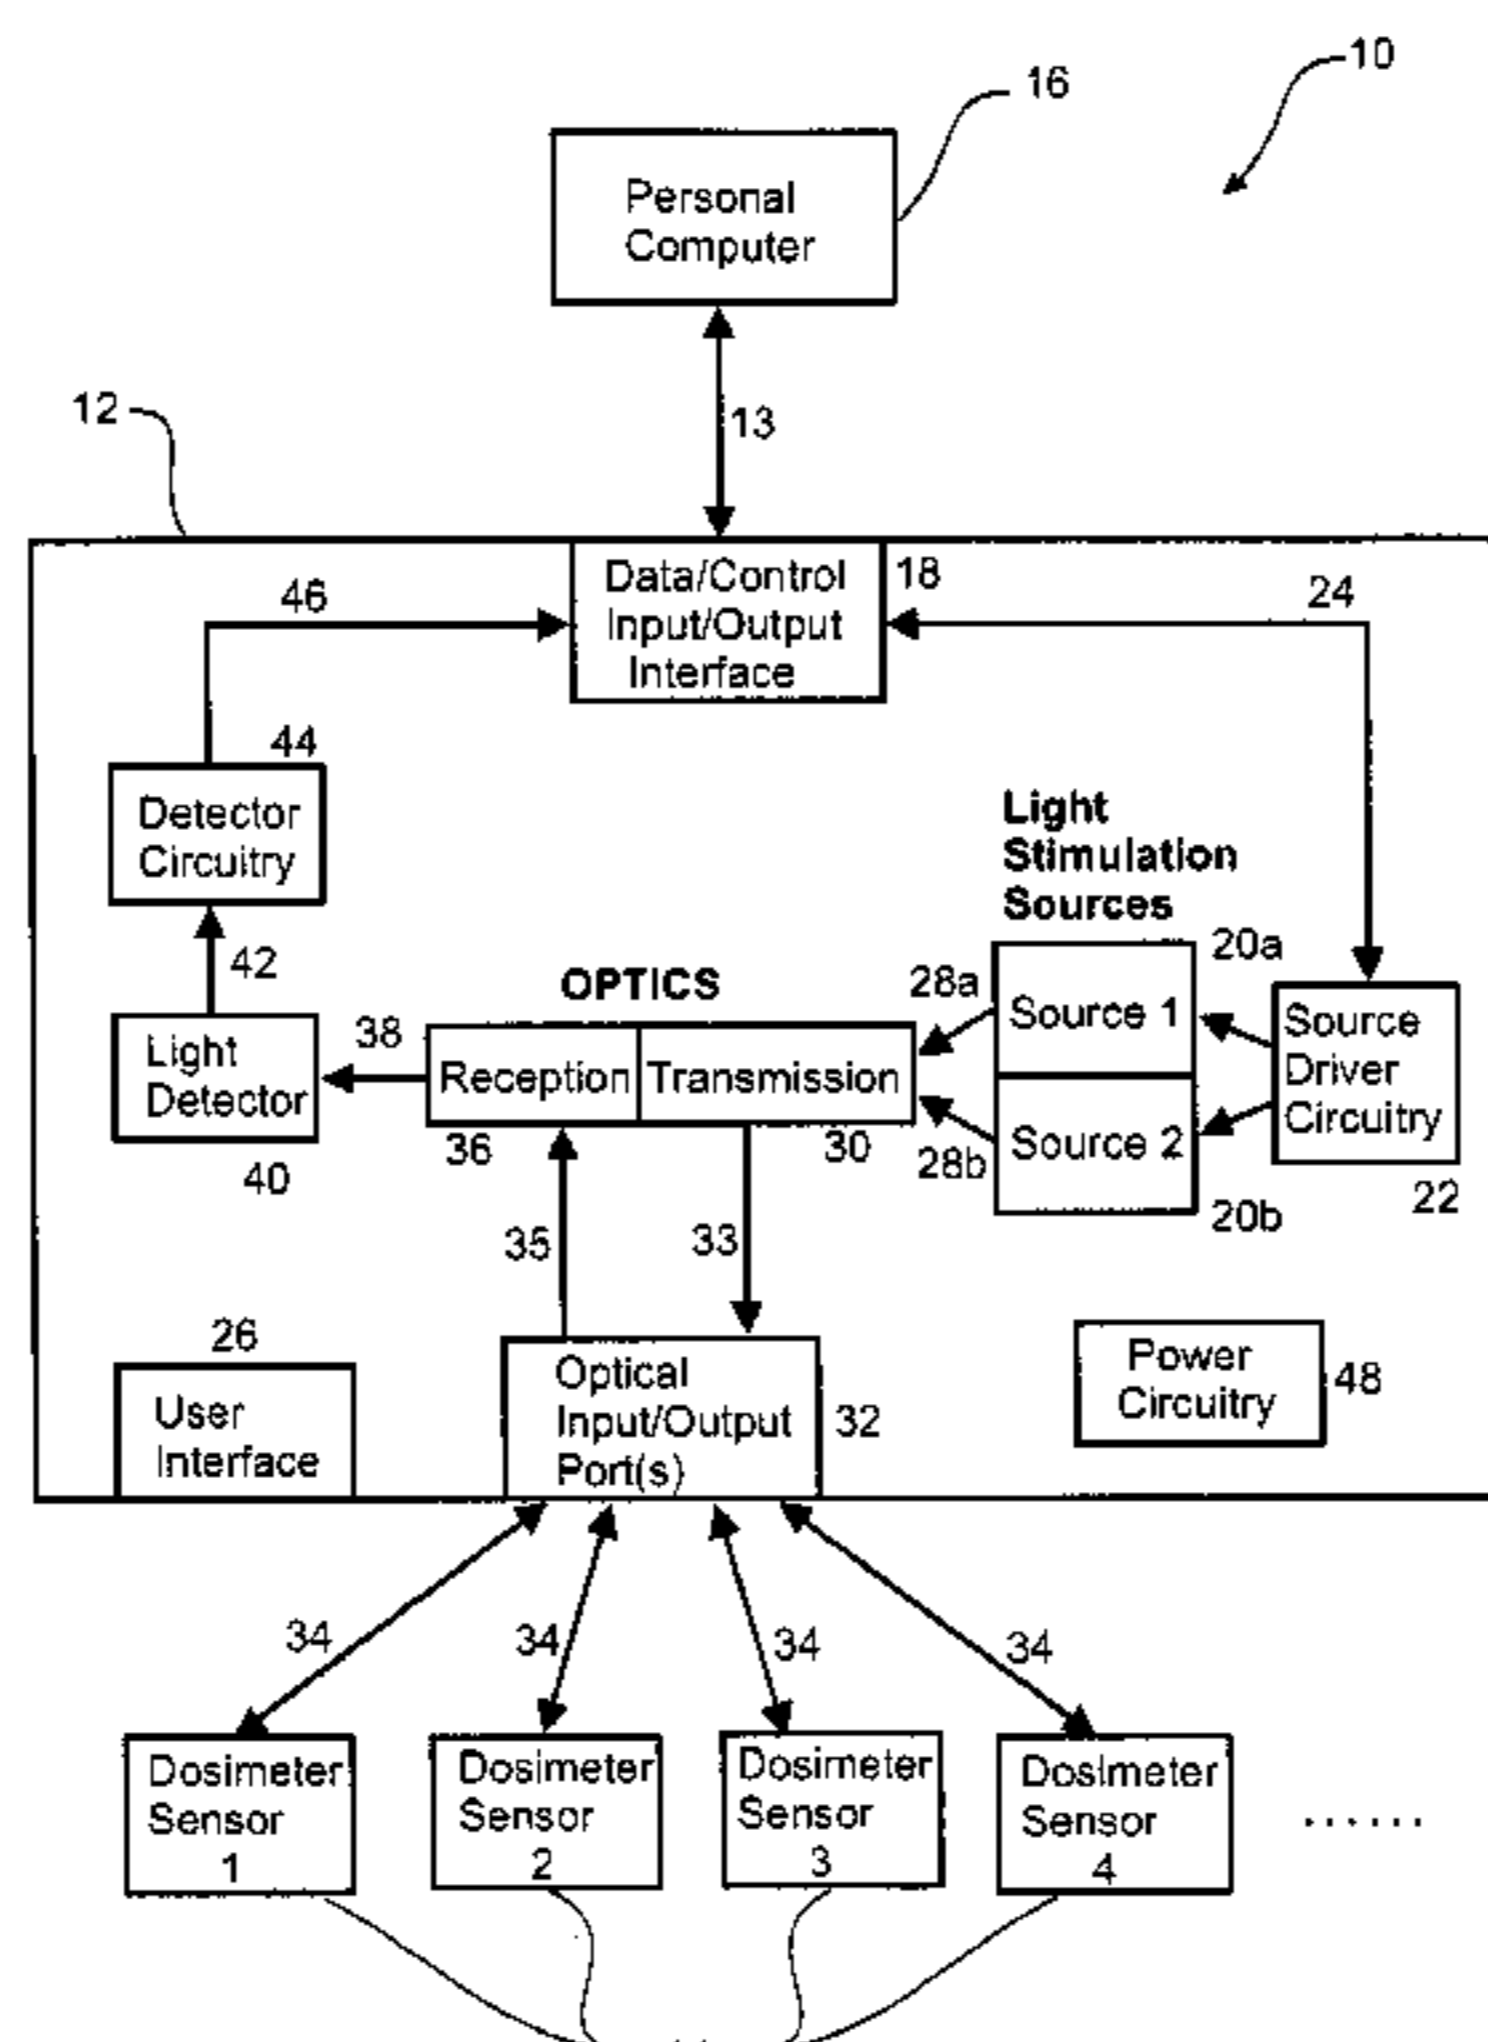 10
16
Personal
Computer
13
12
Data/Control
Input/Output
Interface
18
46
24
44
Detector
Circuitry
Light
Stimulation
Sources
42
OPTICS
28a
20a
Source 1
Source
Driver
Circuitry
Light
Detector
38
Reception
Transmission
40
36
30
28b
Source 2
20b
22
35
33
26
User
Interface
Optical
Input/Output
Port(s)
32
Power
Circuitry
48
34
34
34
34
Dosimeter
Sensor
1
Dosimeter
Sensor
2
Dosimeter
Sensor
3
Dosimeter
Sensor
4
......